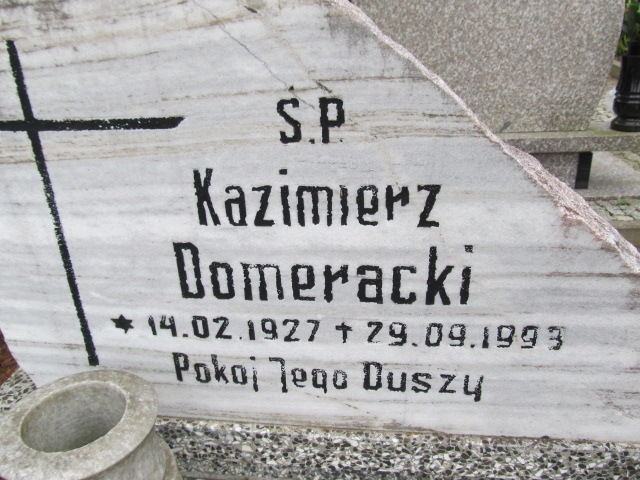 S.P.
Kazimierz
Domeracki
* 14.02.1927 + 29.09.1993
Pokoj Jego Duszy